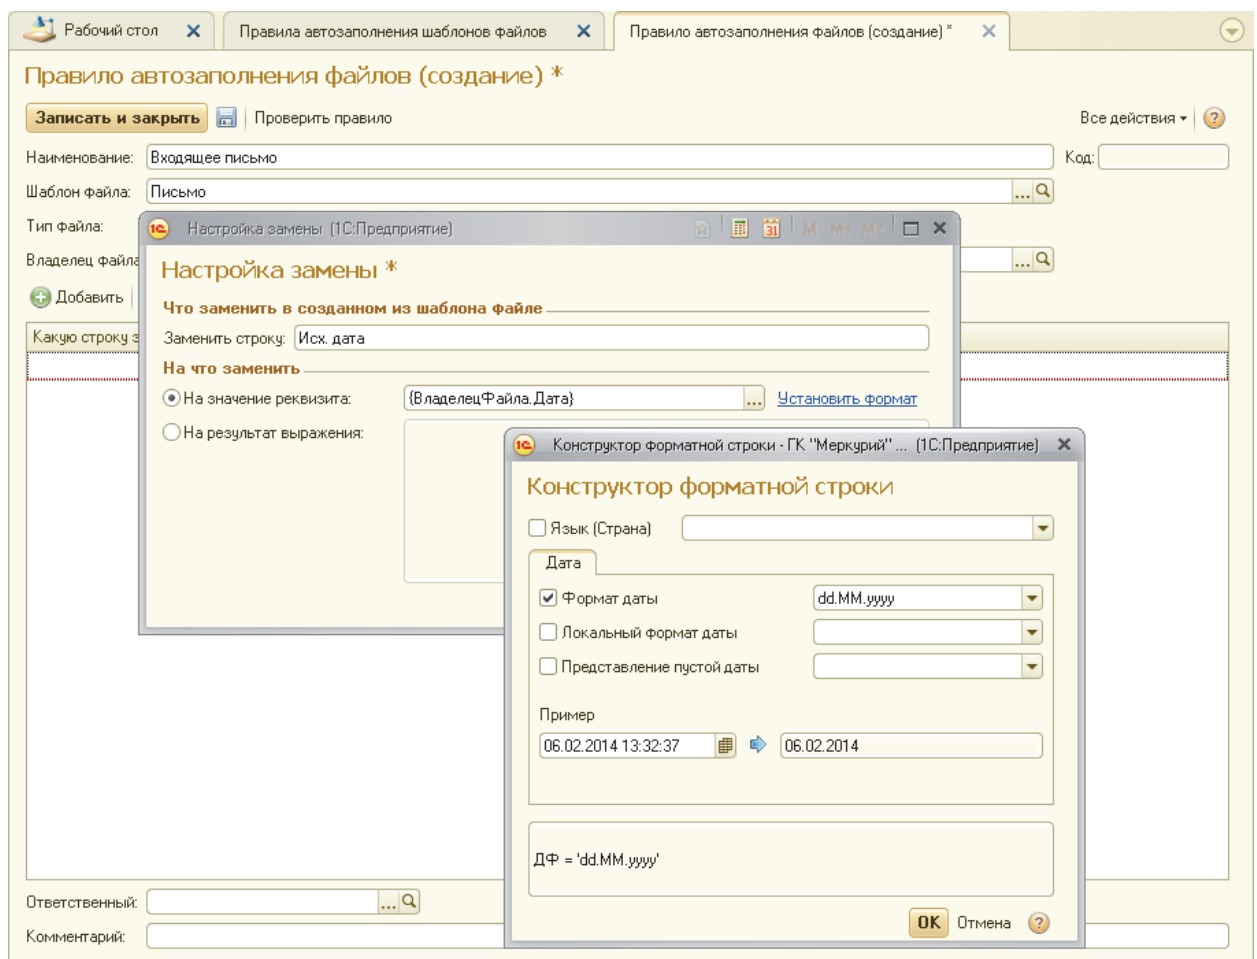 Рабочий стол
Правила автозаполнения шаблонов файлов
Правило автозаполнения файлов (создание) *
Правило автозаполнения файлов (создание) *
Записать и закрыть
Проверить правило
Все действия
Наименование: Входящее письмо
Код:
Шаблон файла: Письмо
Тип файла:
Владелец файла
Добавить
Какую строку з
Настройка замены (1С:Предприятие)
31 M M+ M-
Настройка замены *
Что заменить в созданном из шаблона файле
Заменить строку: Исх. дата
На что заменить
На значение реквизита: {ВладелецФайла.Дата} ... Установить формат
На результат выражения:
Конструктор форматной строки - ГК "Меркурий" ... (1С:Предприятие)
Конструктор форматной строки
Язык (Страна)
Дата
Формат даты dd.MM.yyyy
Локальный формат даты
Представление пустой даты
Пример
06.02.2014 13:32:37 06.02.2014
ДФ = 'dd.MM.yyyy'
OK Отмена ?
Ответственный:
Комментарий: